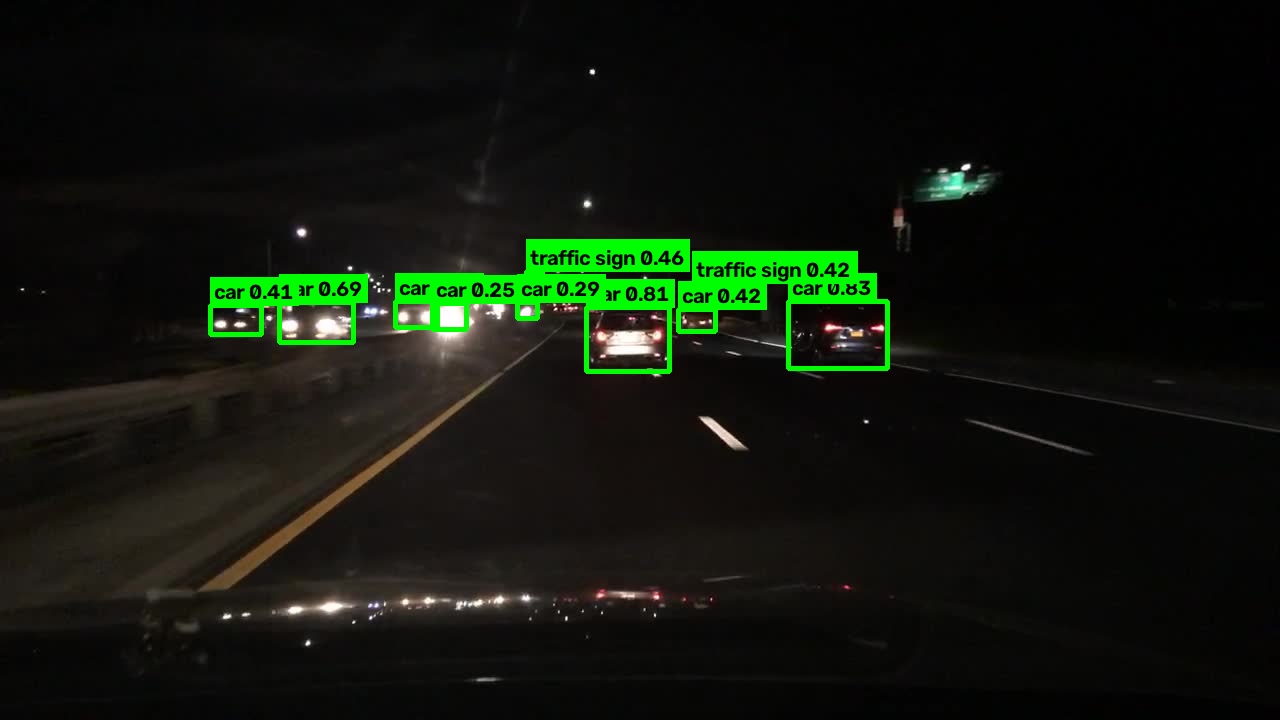 traffic sign 0.46
traffic sign 0.42
car 0.41
0.69
car
car 0.25
car 0.29
ar 0.81
car 0.42
car 0.83